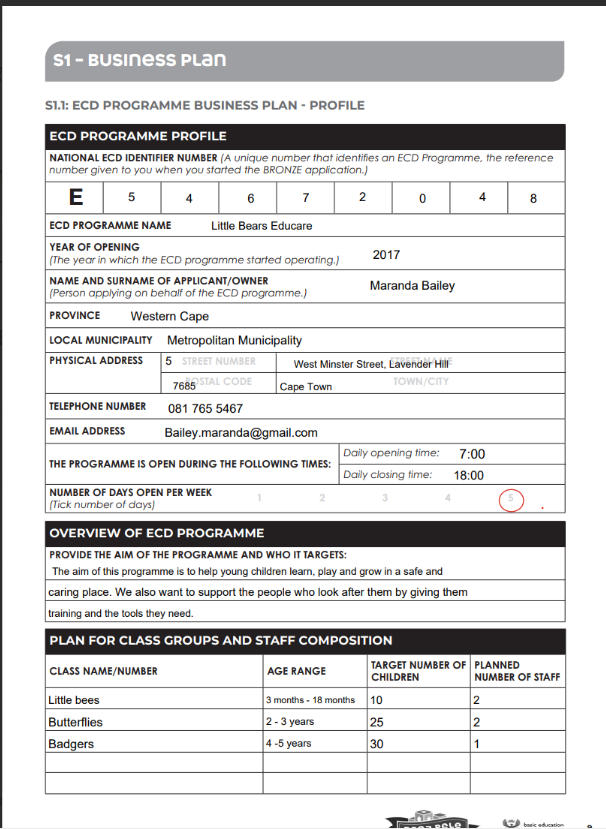 S1 - Business Plan
S1.1: ECD PROGRAMME BUSINESS PLAN - PROFILE
ECD PROGRAMME PROFILE
NATIONAL ECD IDENTIFIER NUMBER (A unique number that identifies an ECD Programme, the reference
number given to you when you started the BRONZE application.)
E 5 4 6 7 2 0 4 8
ECD PROGRAMME NAME Little Bears Educare
YEAR OF OPENING
(The year in which the ECD programme started operating.) 2017
NAME AND SURNAME OF APPLICANT/OWNER
(Person applying on behalf of the ECD programme.) Maranda Bailey
PROVINCE Western Cape
LOCAL MUNICIPALITY Metropolitan Municipality
PHYSICAL ADDRESS 5 STREET NUMBER West Minster Street, Lavender Hill STREET NAME
7685 POSTAL CODE Cape Town TOWN/CITY
TELEPHONE NUMBER 081 765 5467
EMAIL ADDRESS Bailey.maranda@gmail.com
THE PROGRAMME IS OPEN DURING THE FOLLOWING TIMES: Daily opening time: 7:00
Daily closing time: 18:00
NUMBER OF DAYS OPEN PER WEEK 1 2 3 4 5
(Tick number of days)
OVERVIEW OF ECD PROGRAMME
PROVIDE THE AIM OF THE PROGRAMME AND WHO IT TARGETS:
The aim of this programme is to help young children learn, play and grow in a safe and
caring place. We also want to support the people who look after them by giving them
training and the tools they need.
PLAN FOR CLASS GROUPS AND STAFF COMPOSITION
CLASS NAME/NUMBER AGE RANGE TARGET NUMBER OF CHILDREN PLANNED NUMBER OF STAFF
Little bees 3 months - 18 months 10 2
Butterflies 2 - 3 years 25 2
Badgers 4 -5 years 30 1
basic education